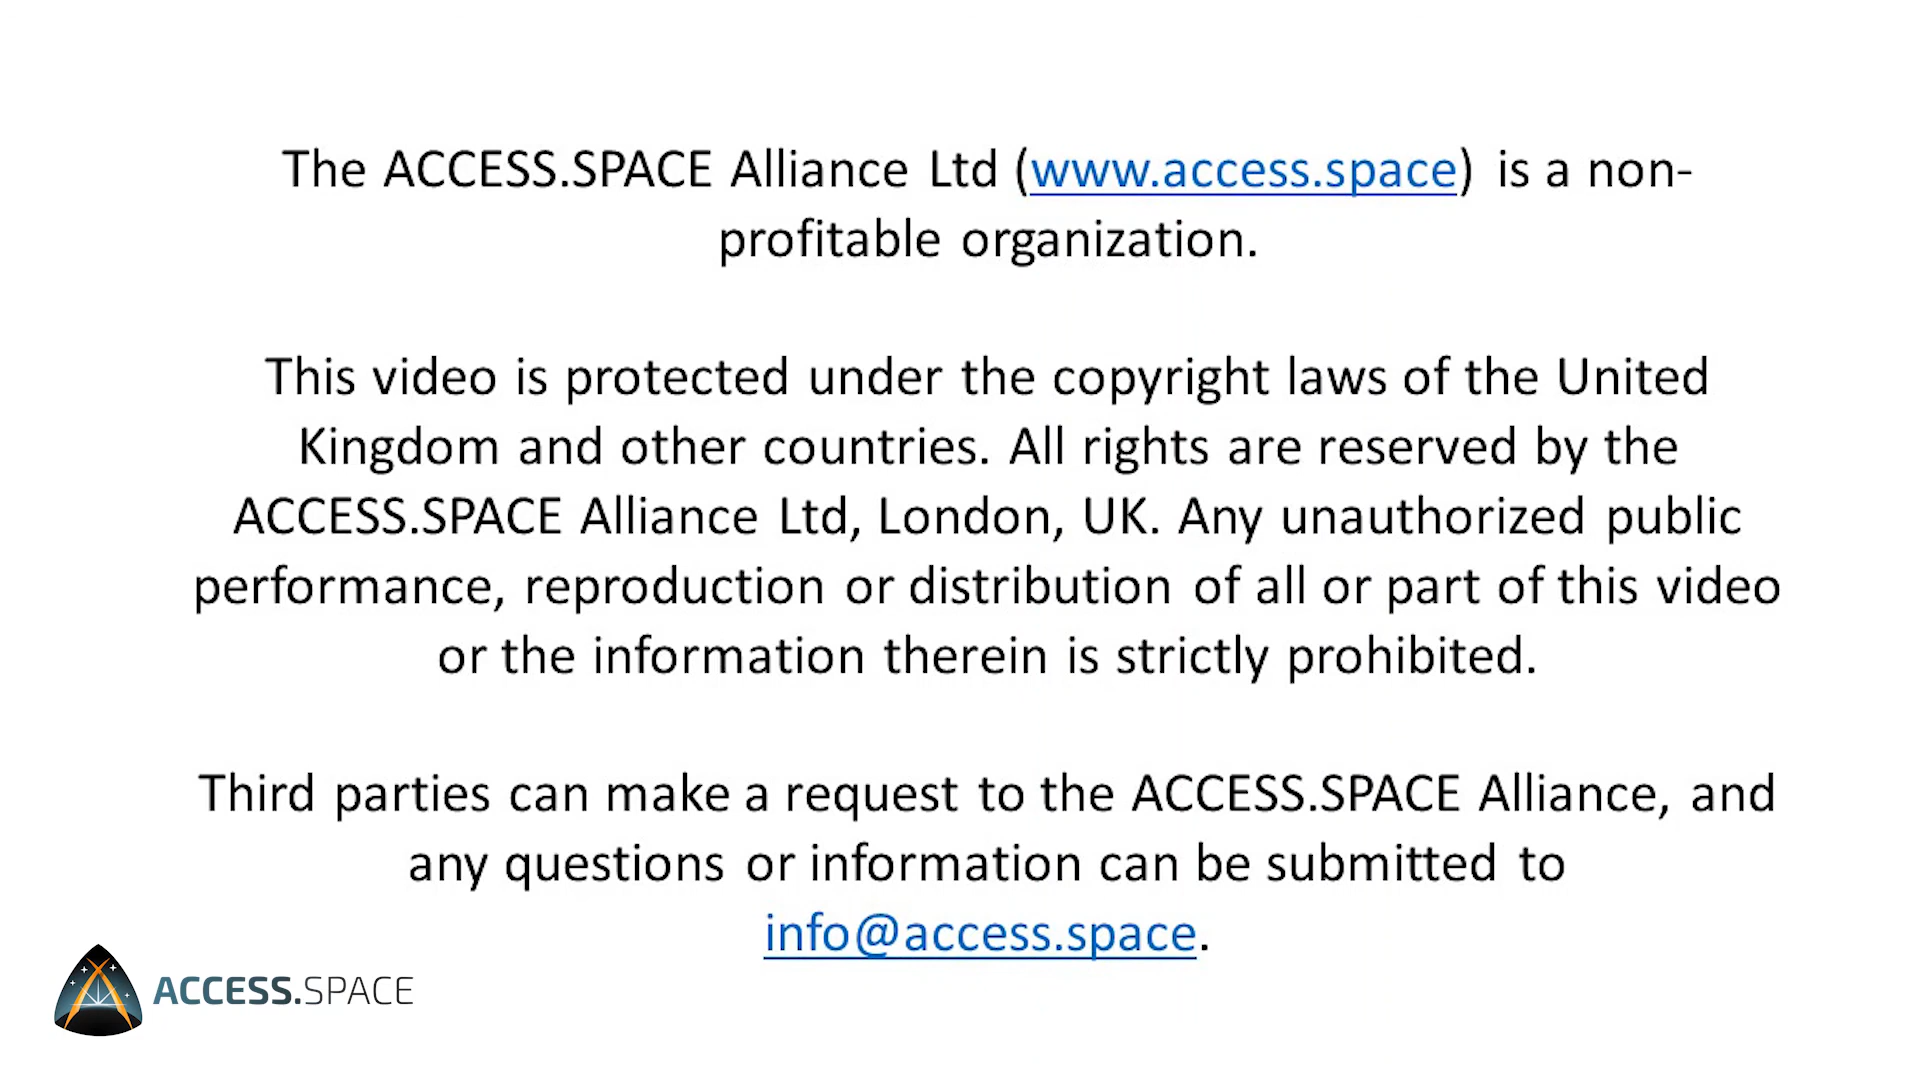 The ACCESS.SPACE Alliance Ltd (www.access.space) is a non-
profitable organization.
This video is protected under the copyright laws of the United
Kingdom and other countries. All rights are reserved by the
ACCESS.SPACE Alliance Ltd, London, UK. Any unauthorized public
performance, reproduction or distribution of all or part of this video
or the information therein is strictly prohibited.
Third parties can make a request to the ACCESS.SPACE Alliance, and
any questions or information can be submitted to
info@access.space.
ACCESS.SPACE